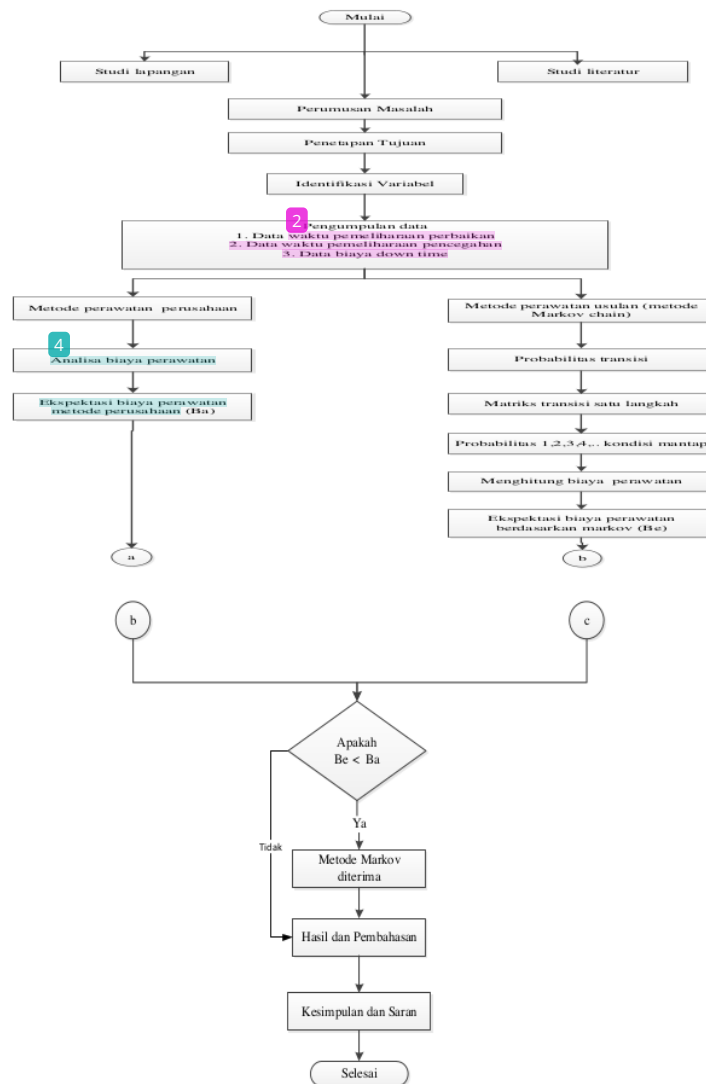 Mulai
Studi lapangan
Studi literatur
Perumusan Masalah
Penetapan Tujuan
Identifikasi Variabel
2
Pengumpulan data
1. Data waktu pemeliharaan perbaikan
2. Data waktu pemeliharaan pencegahan
3. Data biaya down time
Metode perawatan perusahaan
4
Analisa biaya perawatan
Ekspektasi biaya perawatan
metode perusahaan (Ba)
a
Metode perawatan usulan (metode
Markov chain)
Probabilitas transisi
Matriks transisi satu langkah
Probabilitas 1,2,3,4,.. kondisi mantap
Menghitung biaya perawatan
Ekspektasi biaya perawatan
berdasarkan markov (Be)
b
b
c
Apakah
Be < Ba
Ya
Tidak
Metode Markov
diterima
Hasil dan Pembahasan
Kesimpulan dan Saran
Selesai